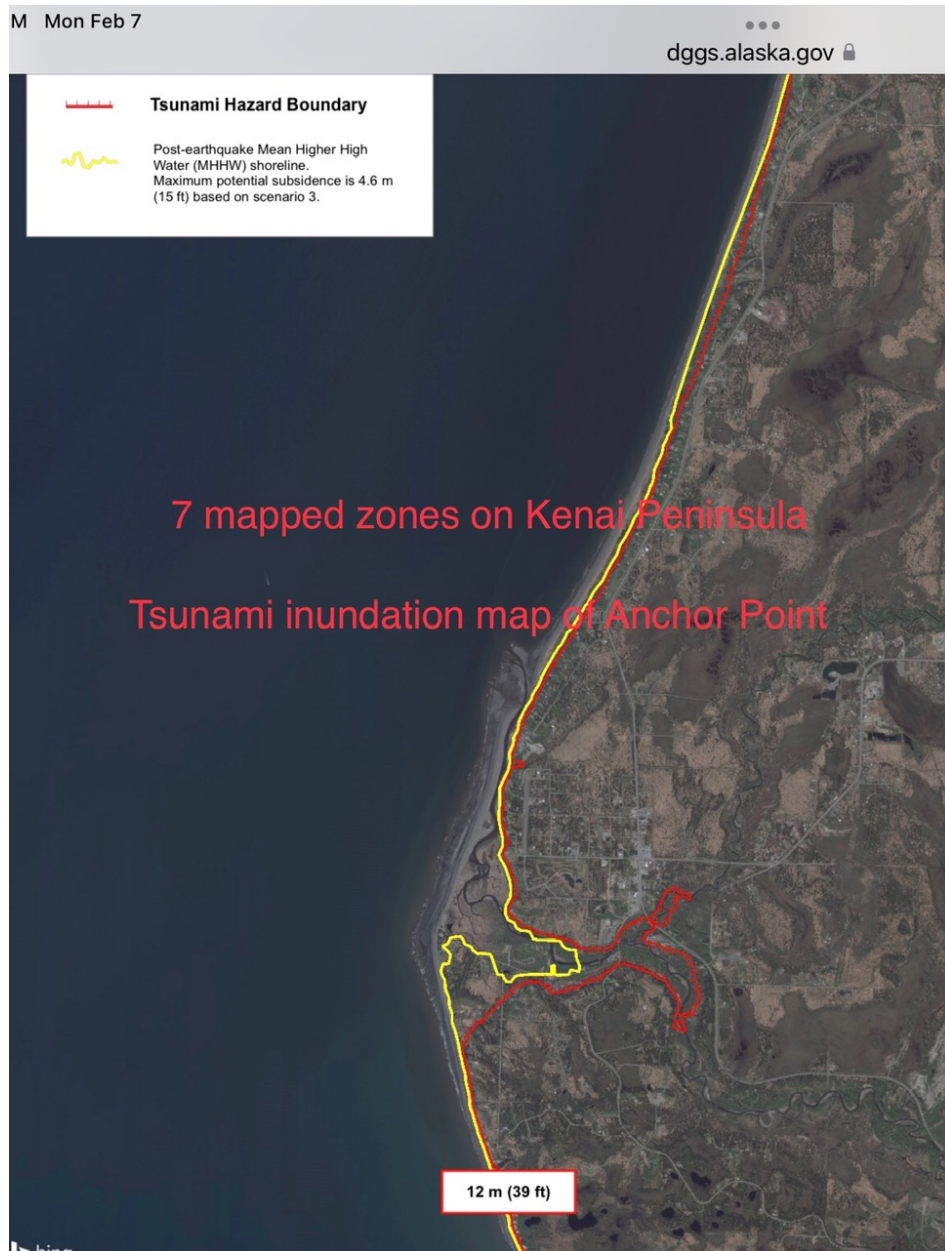 M Mon Feb 7
dggs.alaska.gov
Tsunami Hazard Boundary
Post-earthquake Mean Higher High
Water (MHHW) shoreline.
Maximum potential subsidence is 4.6 m
(15 ft) based on scenario 3.
7 mapped zones on Kenai Peninsula
Tsunami inundation map of Anchor Point
12 m (39 ft)
bing